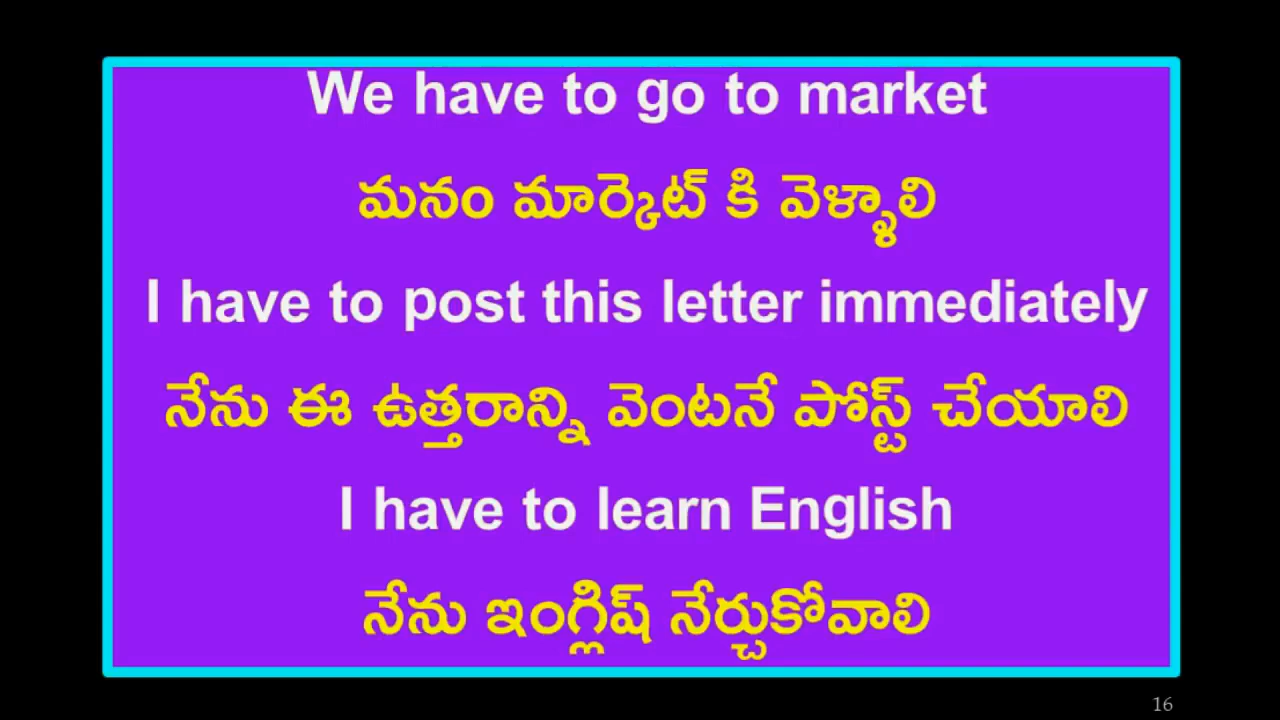 We have to go to market
మనం మార్కెట్ కి వెళ్ళాలి
I have to post this letter immediately
నేను ఈ ఉత్తరాన్ని వెంటనే పోస్ట్ చేయాలి
I have to learn English
నేను ఇంగ్లిష్ నేర్చుకోవాలి
16